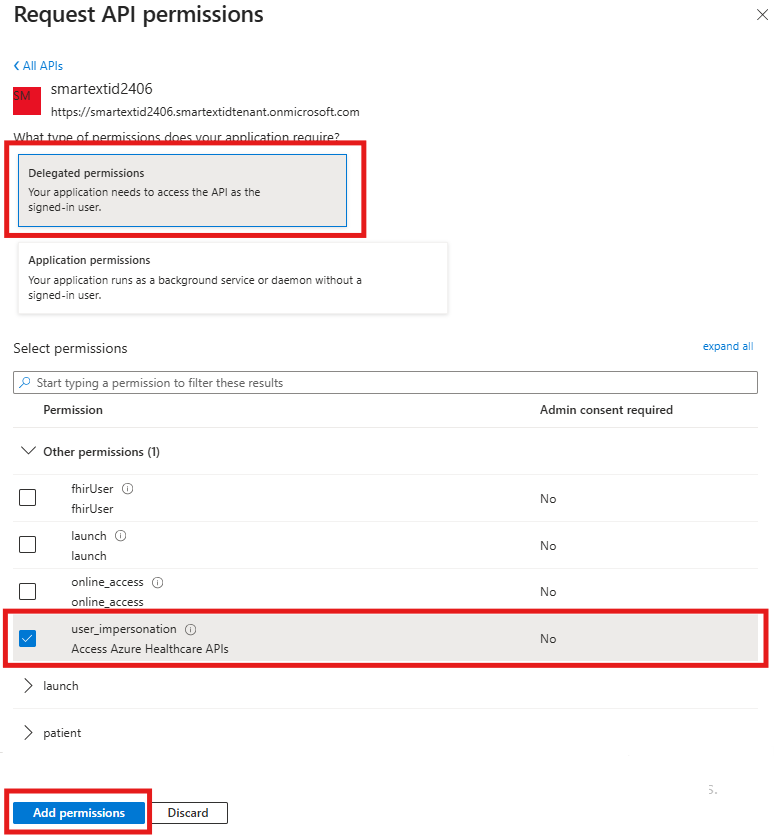 Request API permissions
All APIs
SM
smartextid2406
https://smartextid2406.smartextidtenant.onmicrosoft.com
What type of permissions does your application require?
Delegated permissions
Your application needs to access the API as the
signed-in user.
Application permissions
Your application runs as a background service or daemon without a
signed-in user.
Select permissions
expand all
Start typing a permission to filter these results
Permission
Admin consent required
Other permissions (1)
fhirUser
fhirUser
No
launch
launch
No
online_access
online_access
No
user_impersonation
Access Azure Healthcare APIs
No
launch
patient
s.
Add permissions
Discard